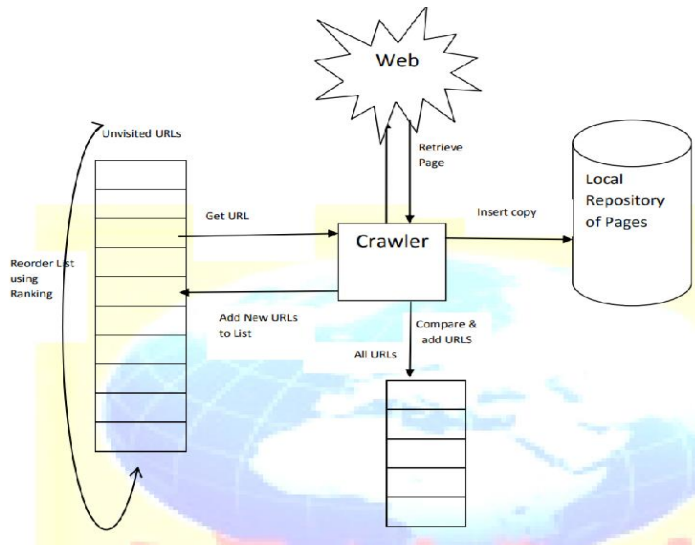 Web
Unvisited URLs
Retrieve
Page
Local
Repository
of Pages
Get URL
Insert copy
Crawler
Reorder List
using
Ranking
Add New URLs
to List
Compare &
add URLS
All URLs